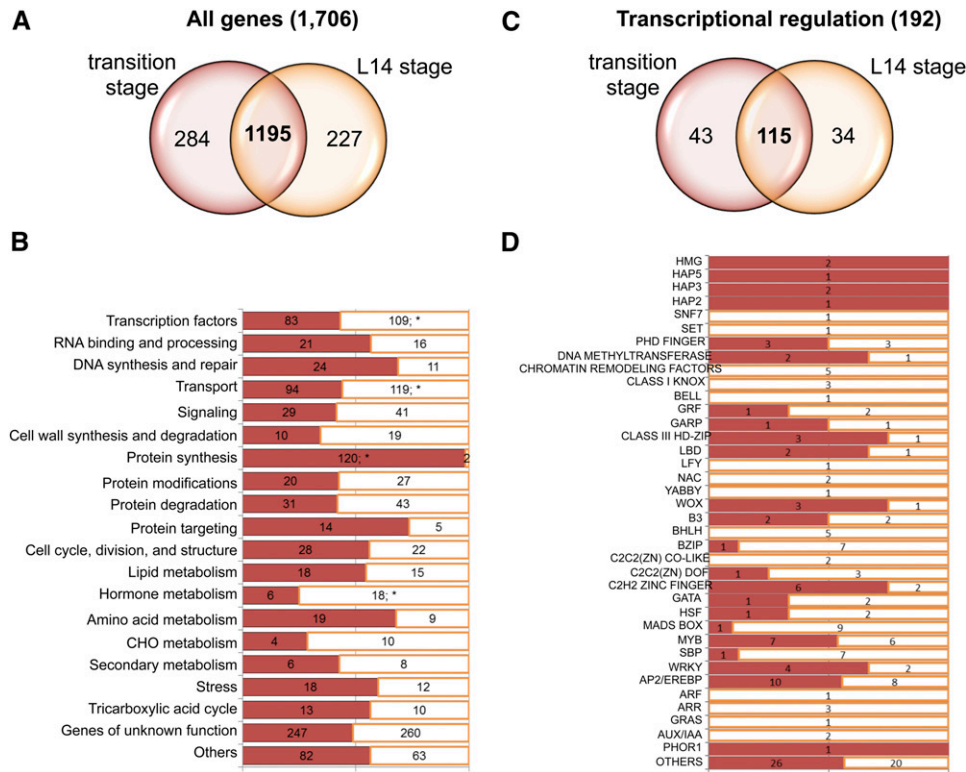 A All genes (1,706)
transition stage
L14 stage
284 1195 227
B
Transcription factors 83 109; *
RNA binding and processing 21 16
DNA synthesis and repair 24 11
Transport 94 119; *
Signaling 29 41
Cell wall synthesis and degradation 10 19
Protein synthesis 120; * 2
Protein modifications 20 27
Protein degradation 31 43
Protein targeting 14 5
Cell cycle, division, and structure 28 22
Lipid metabolism 18 15
Hormone metabolism 6 18; *
Amino acid metabolism 19 9
CHO metabolism 4 10
Secondary metabolism 6 8
Stress 18 12
Tricarboxylic acid cycle 13 10
Genes of unknown function 247 260
Others 82 63
C Transcriptional regulation (192)
transition stage
L14 stage
43 115 34
D
HMG 2
HAP5 1
HAP3 2
HAP2 1
SNF7 1
SET 1
PHD FINGER 3 3
DNA METHYLTRANSFERASE 2 1
CHROMATIN REMODELING FACTORS 5
CLASS I KNOX 3
BELL 1
GRF 1 2
GARP 1 1
CLASS III HD-ZIP 3 1
LBD 2 1
LFY 1
NAC 2
YABBY 1
WOX 3 1
B3 2 2
BHLH 5
BZIP 1 7
C2C2(ZN) CO-LIKE 2
C2C2(ZN) DOF 1 3
C2H2 ZINC FINGER 6 2
GATA 1 2
HSF 1 2
MADS BOX 1 9
MYB 7 6
SBP 1 7
WRKY 4 2
AP2/EREBP 10 8
ARF 1
ARR 3
GRAS 1
AUX/IAA 2
PHOR1 1
OTHERS 26 20